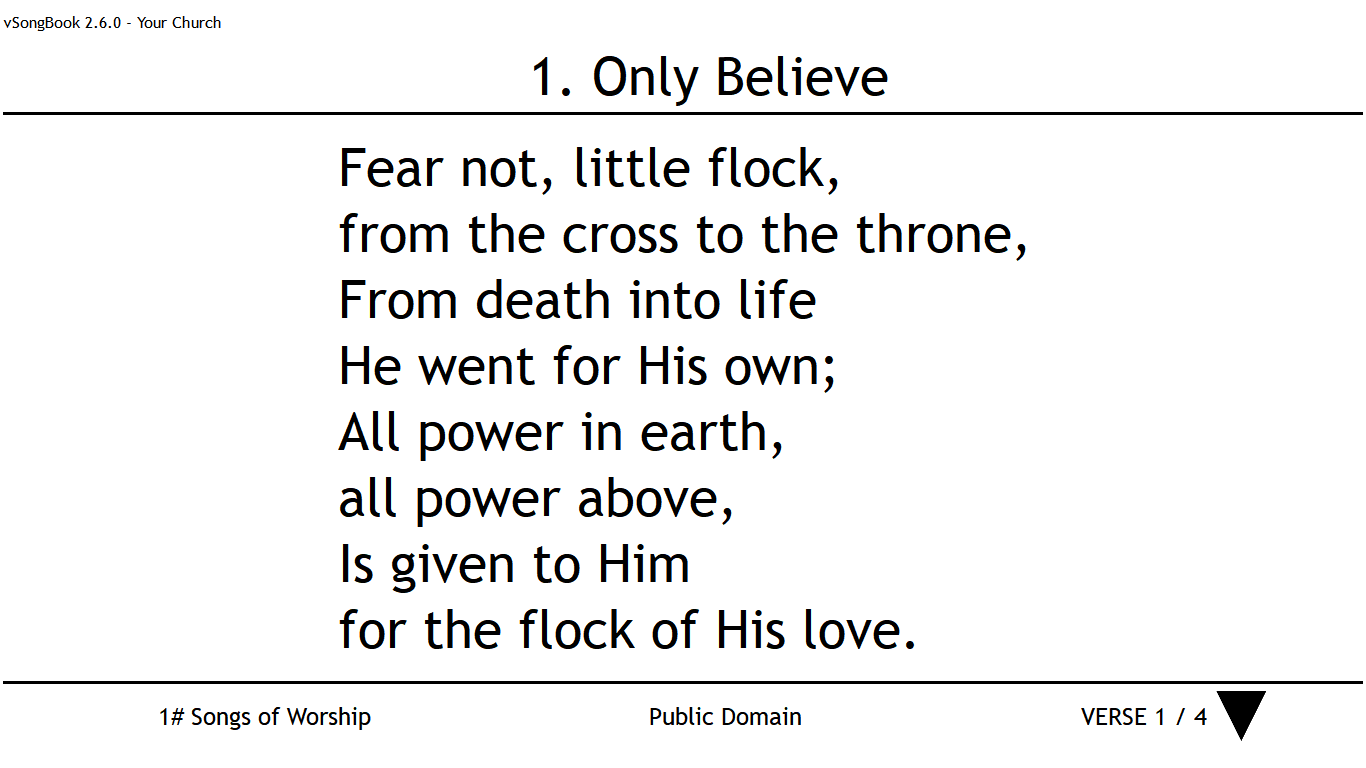 vSongBook 2.6.0 - Your Church
1. Only Believe
Fear not, little flock,
from the cross to the throne,
From death into life
He went for His own;
All power in earth,
all power above,
Is given to Him
for the flock of His love.
1# Songs of Worship
Public Domain
VERSE 1 / 4